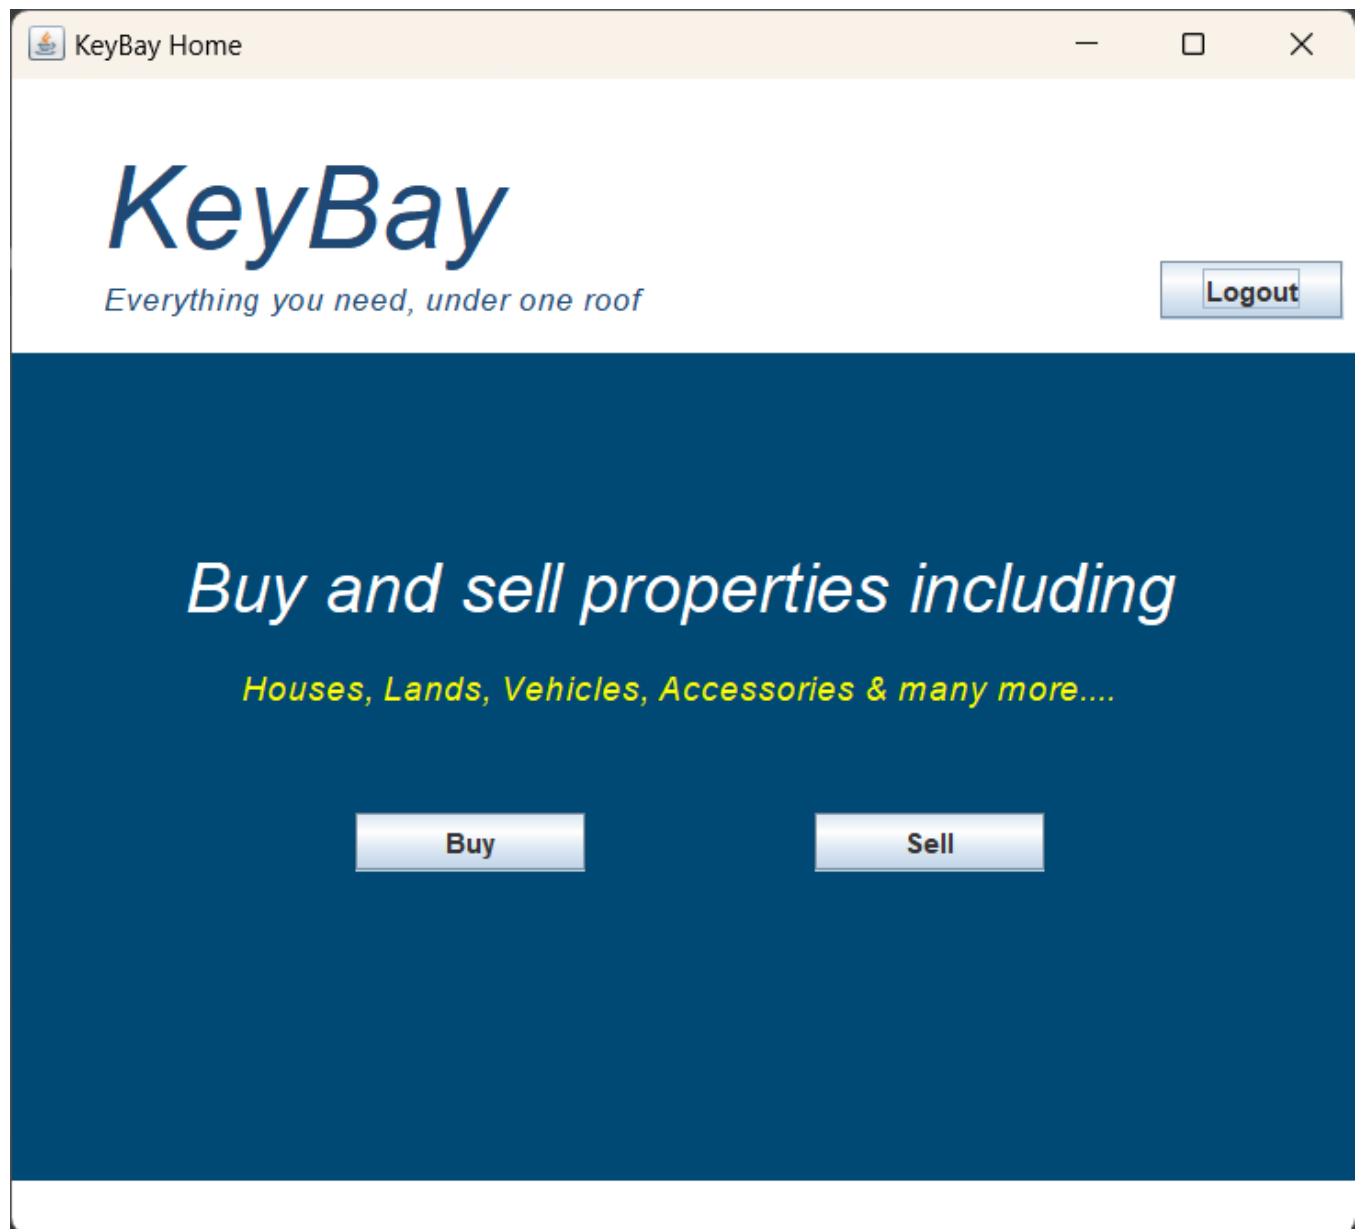 KeyBay Home
KeyBay
Everything you need, under one roof
Logout
Buy and sell properties including
Houses, Lands, Vehicles, Accessories & many more....
Buy
Sell